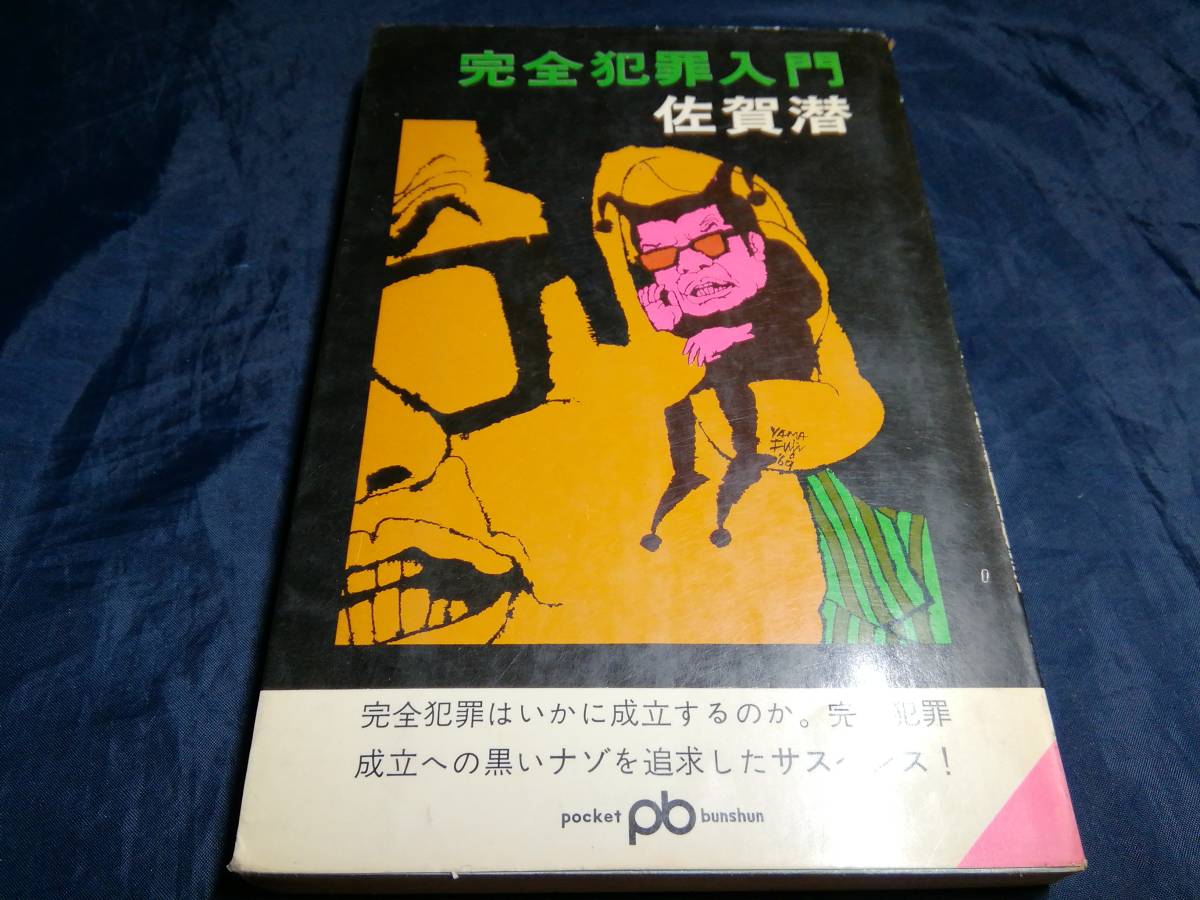 完全犯罪入門
佐賀潜
YAMA
FUJI
'69
完全犯罪はいかに成立するのか。完 犯罪
成立への黒いナゾを追求したサス ンス!
pocket pb bunshun